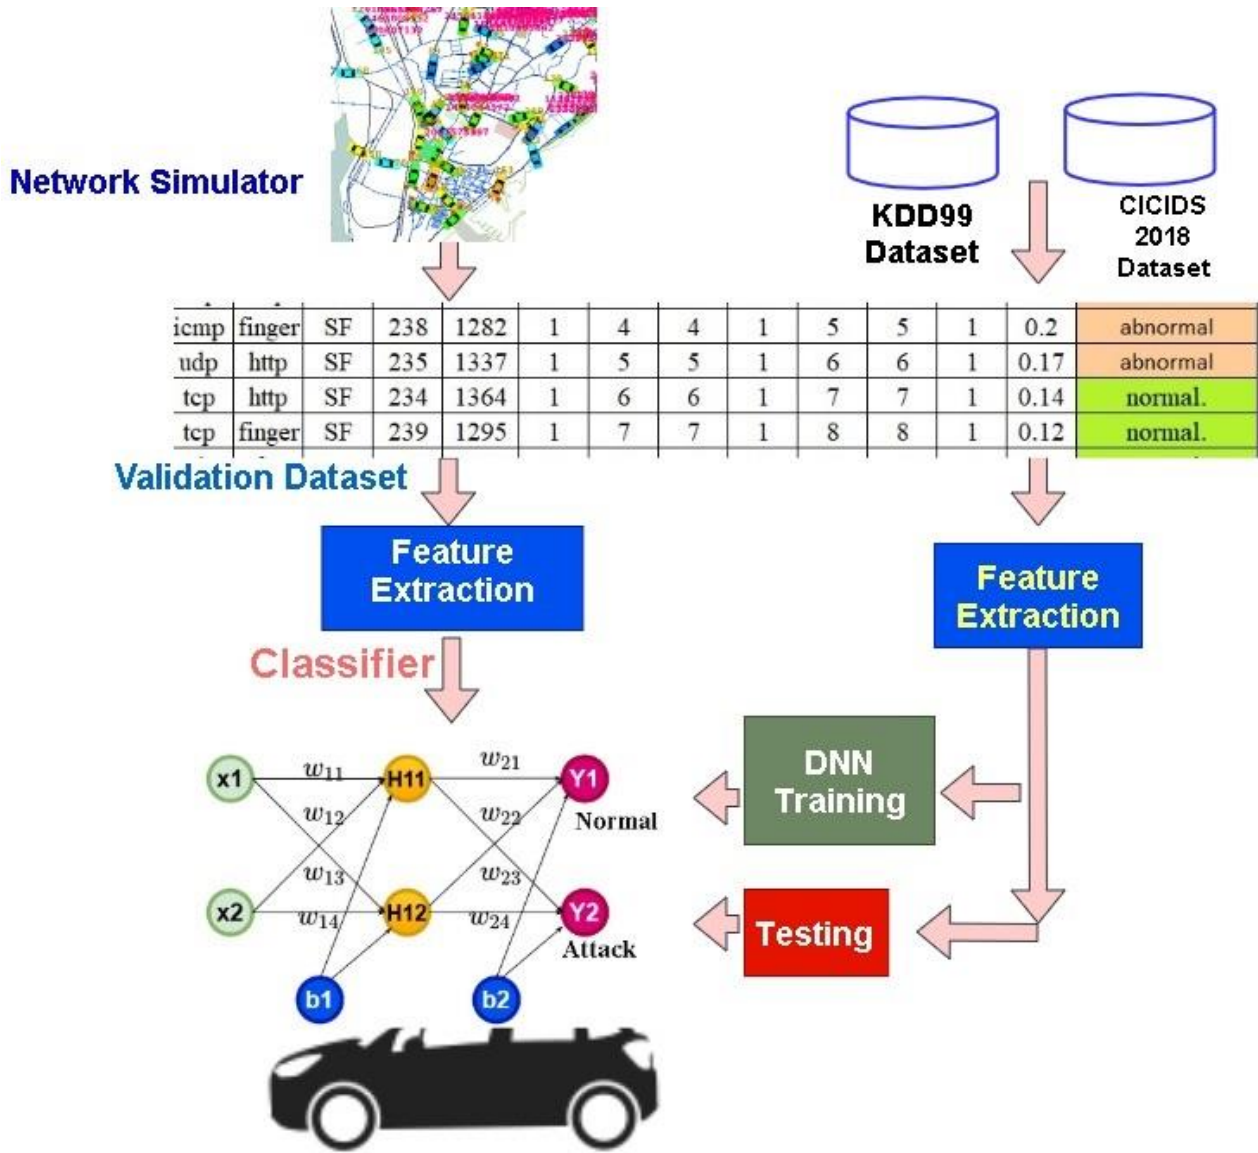 Network Simulator
KDD99
Dataset
CICIDS
2018
Dataset
icmp finger SF 238 1282 1 4 4 1 5 5 1 0.2 abnormal
udp http SF 235 1337 1 5 5 1 6 6 1 0.17 abnormal
tcp http SF 234 1364 1 6 6 1 7 7 1 0.14 normal.
tcp finger SF 239 1295 1 7 7 1 8 8 1 0.12 normal.
Validation Dataset
Feature
Extraction
Feature
Extraction
Classifier
x1 w11 H11 w21 Y1
w12 w22 Normal
w13 w23
x2 w14 H12 w24 Y2
Attack
b1 b2
DNN
Training
Testing